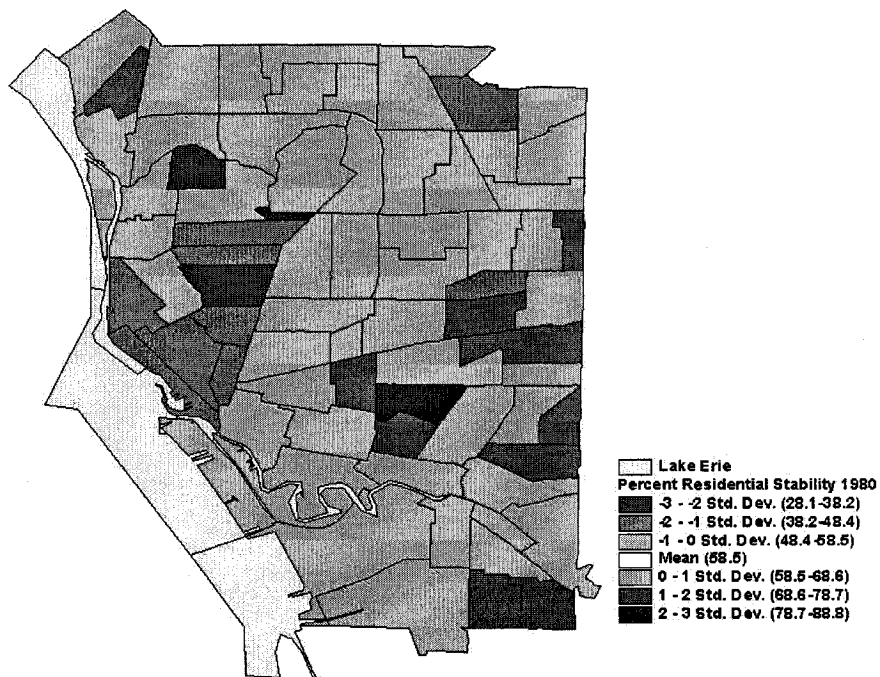 Lake Erie
Percent Residential Stability 1980
-3 - -2 Std. Dev. (28.1-38.2)
-2 - -1 Std. Dev. (38.2-48.4)
-1 - 0 Std. Dev. (48.4-58.5)
Mean (58.5)
0 - 1 Std. Dev. (58.5-68.6)
1 - 2 Std. Dev. (68.6-78.7)
2 - 3 Std. Dev. (78.7-88.8)